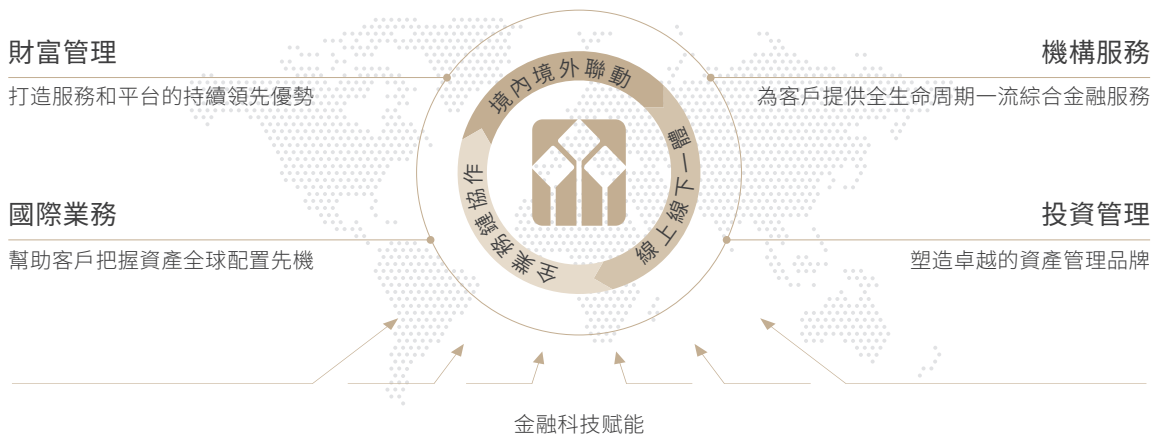 財富管理
打造服務和平台的持續領先優勢
機構服務
為客戶提供全生命周期一流綜合金融服務
境內境外聯動
線上線下一體
全業務鏈協作
國際業務
幫助客戶把握資產全球配置先機
投資管理
塑造卓越的資產管理品牌
金融科技赋能